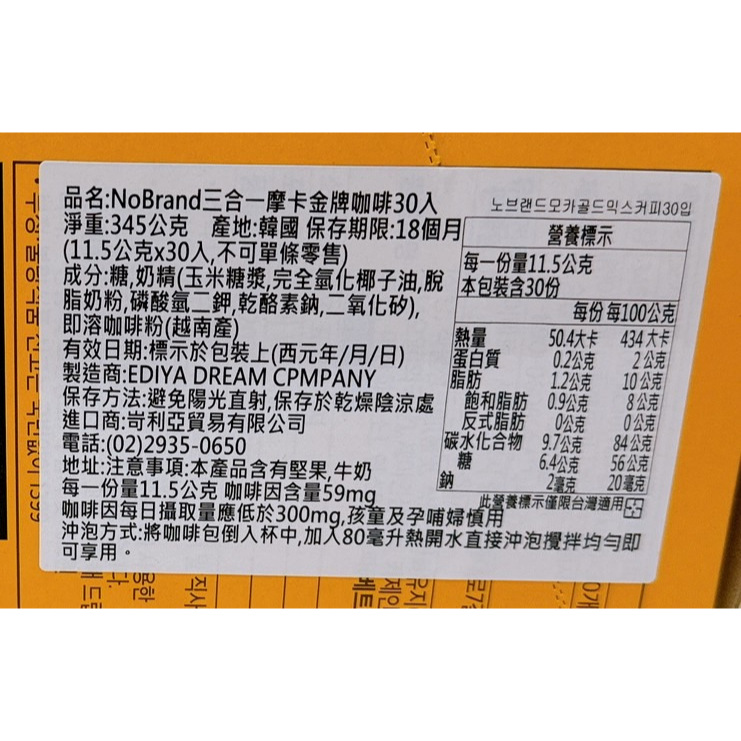 品名:NoBrand三合一摩卡金牌咖啡30入
노브랜드모카골드믹스커피30입
淨重:345公克 產地:韓國 保存期限:18個月
(11.5公克x30入,不可單條零售)
成分:糖,奶精(玉米糖漿,完全氫化椰子油,脫
脂奶粉,磷酸氫二鉀,乾酪素鈉,二氧化矽),
即溶咖啡粉(越南產)
有效日期:標示於包裝上(西元年/月/日)
製造商:EDIYA DREAM CPMPANY
保存方法:避免陽光直射,保存於乾燥陰涼處
進口商:岢利亞貿易有限公司
電話:(02)2935-0650
地址:注意事項:本產品含有堅果,牛奶
每一份量11.5公克 咖啡因含量59mg
咖啡因每日攝取量應低於300mg,孩童及孕哺婦慎用
沖泡方式:將咖啡包倒入杯中,加入80毫升熱開水直接沖泡攪拌均勻即
可享用。
營養標示
每一份量11.5公克
本包裝含30份
每份 每100公克
熱量 50.4大卡 434大卡
蛋白質 0.2公克 2公克
脂肪 1.2公克 10公克
飽和脂肪 0.9公克 8公克
反式脂肪 0公克 0公克
碳水化合物 9.7公克 84公克
糖 6.4公克 56公克
鈉 2毫克 20毫克
此營養標示僅限台灣適用